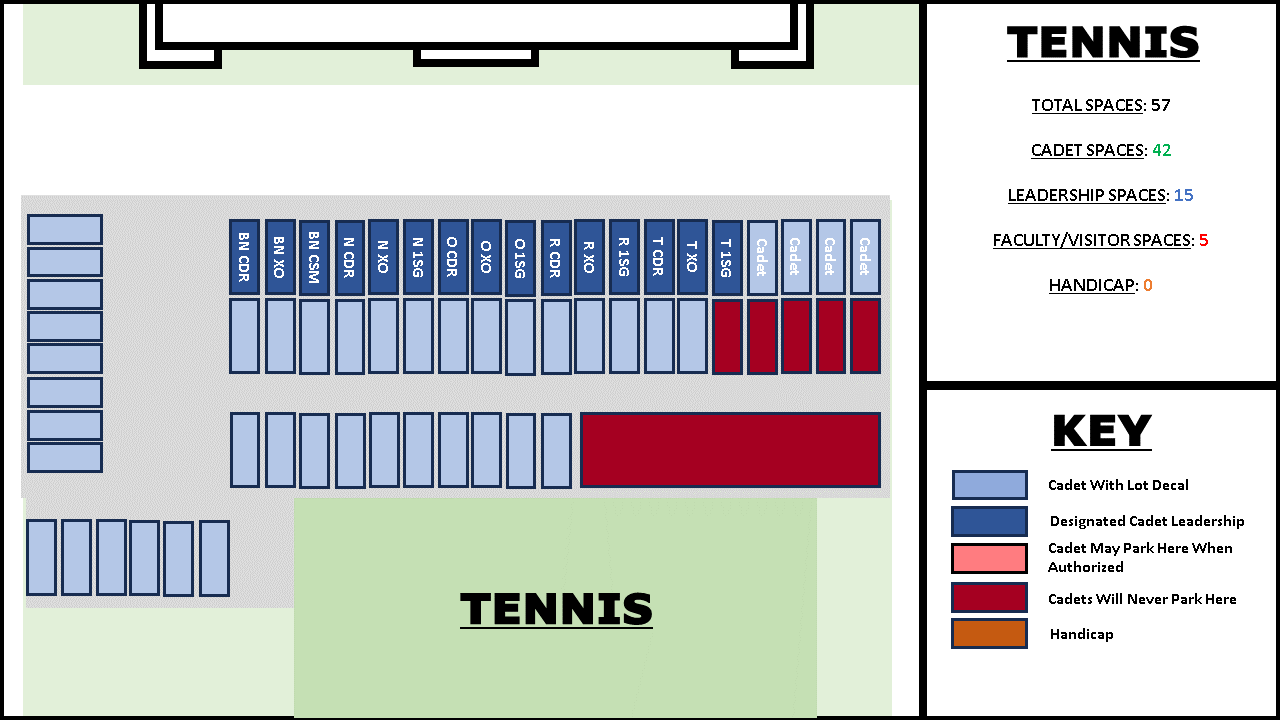 BN CDR
BN XO
BN CSM
N CDR
N XO
N 1SG
O CDR
O XO
O 1SG
R CDR
R XO
R 1SG
T CDR
T XO
T 1SG
Cadet
Cadet
Cadet
Cadet
TENNIS
TENNIS
TOTAL SPACES: 57
CADET SPACES: 42
LEADERSHIP SPACES: 15
FACULTY/VISITOR SPACES: 5
HANDICAP: 0
KEY
Cadet With Lot Decal
Designated Cadet Leadership
Cadet May Park Here When
Authorized
Cadets Will Never Park Here
Handicap